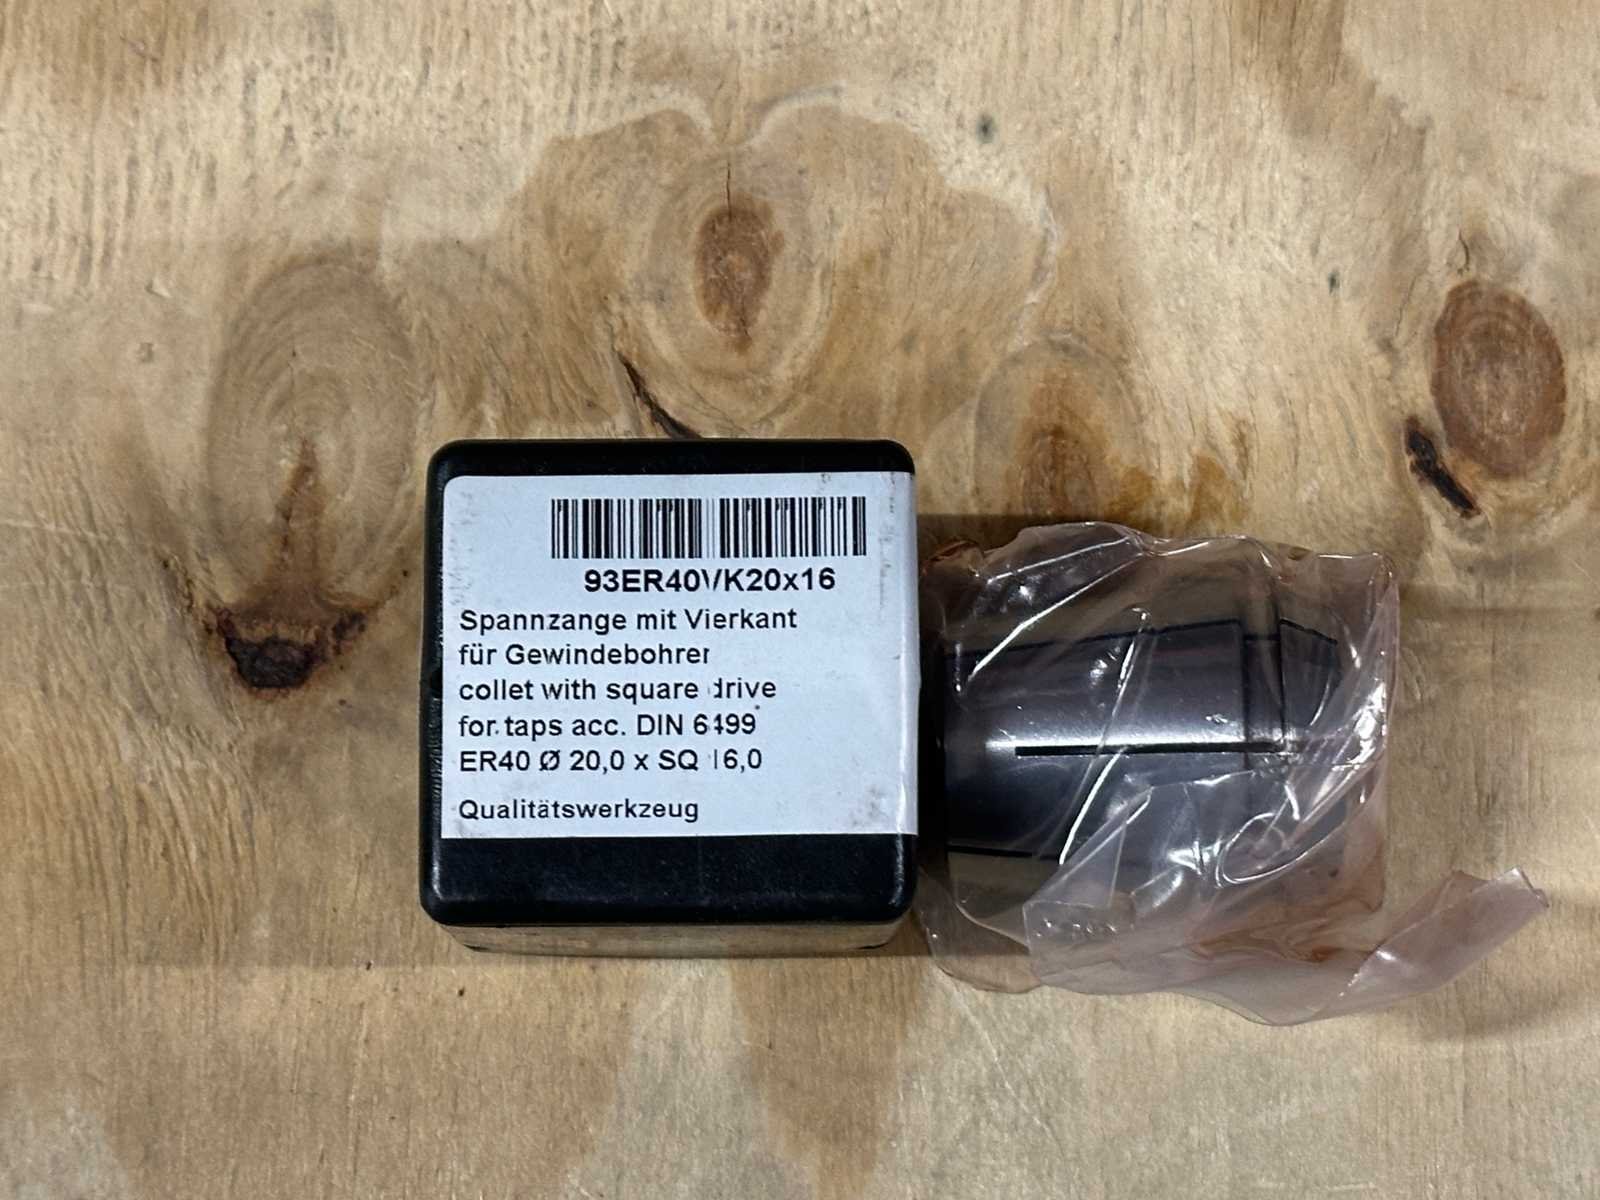 93ER40VK20x16
Spannzange mit Vierkant
für Gewindebohrer
collet with square drive
for taps acc. DIN 6499
ER40 Ø 20,0 x SQ 16,0
Qualitätswerkzeug